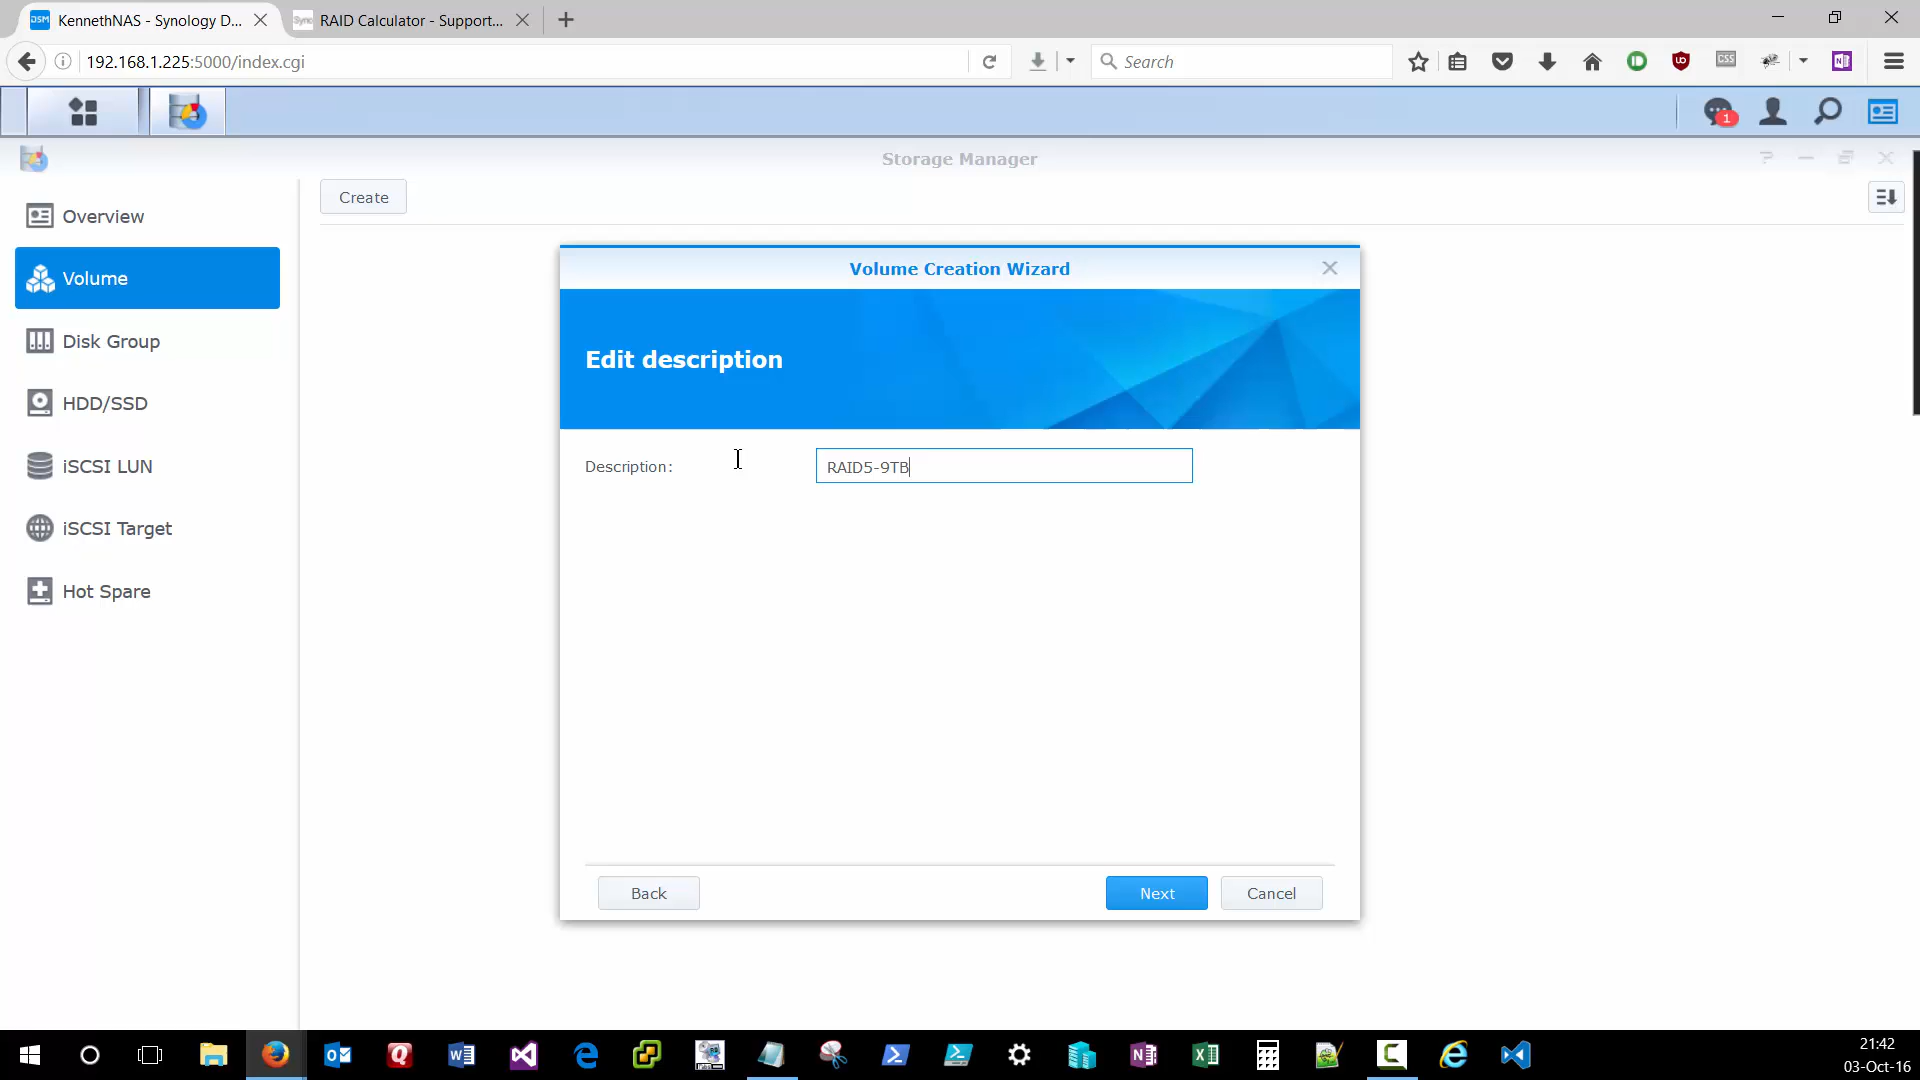 KennethNAS - Synology D...
RAID Calculator - Support...
192.168.1.225:5000/index.cgi
Search
1
Storage Manager
Create
Overview
Volume
Disk Group
HDD/SSD
iSCSI LUN
iSCSI Target
Hot Spare
Volume Creation Wizard
Edit description
Description:
RAID5-9TB
Back
Next
Cancel
21:42
03-Oct-16